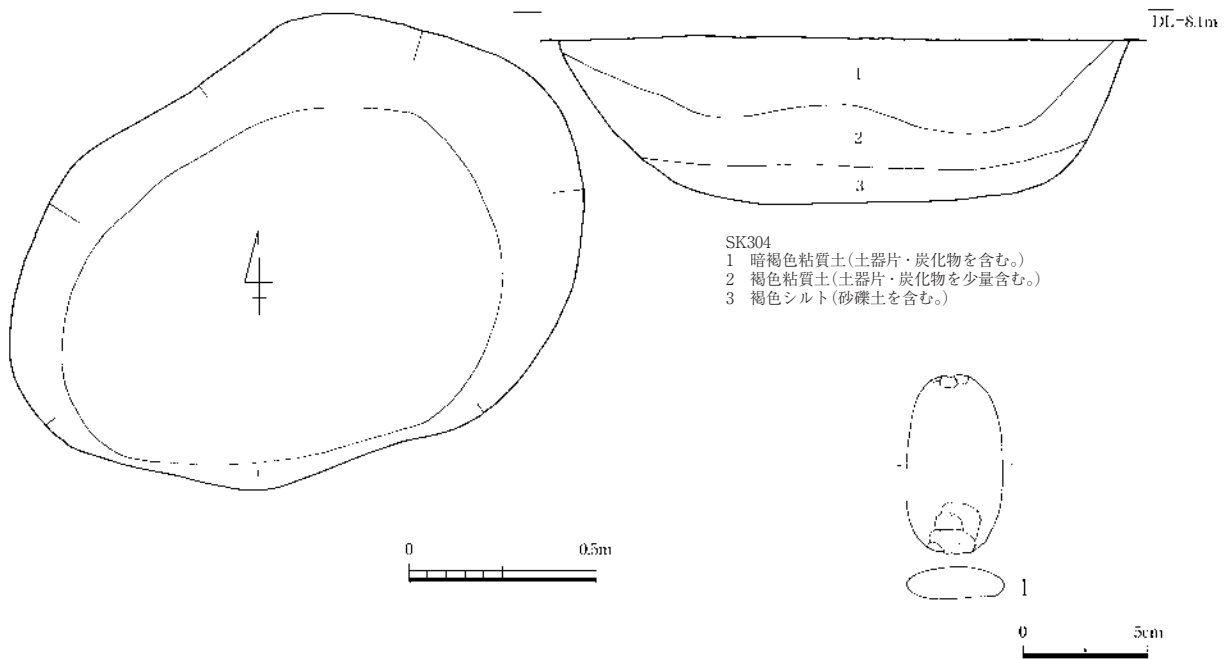 DL=8.1m
1
2
3
SK304
1 暗褐色粘質土(土器片・炭化物を含む。)
2 褐色粘質土(土器片・炭化物を少量含む。)
3 褐色シルト(砂礫土を含む。)
0 0.5m
1
0 5cm